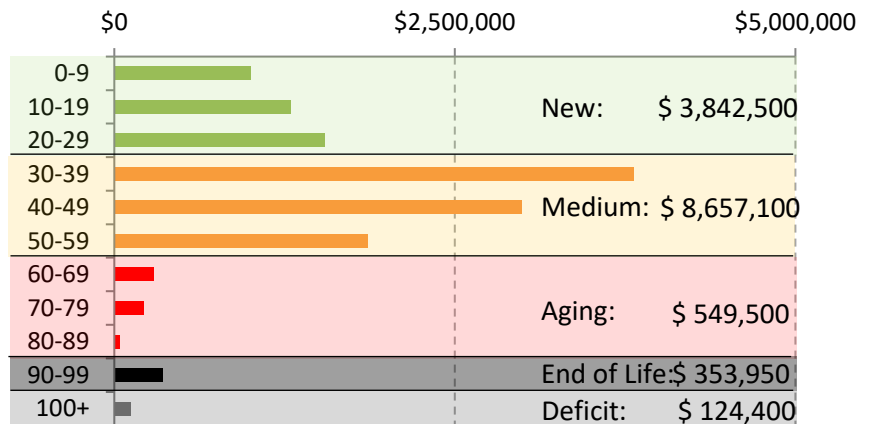 $0 $2,500,000 $5,000,000
0-9
10-19 New: $ 3,842,500
20-29
30-39
40-49 Medium: $ 8,657,100
50-59
60-69
70-79 Aging: $ 549,500
80-89
90-99 End of Life: $ 353,950
100+ Deficit: $ 124,400